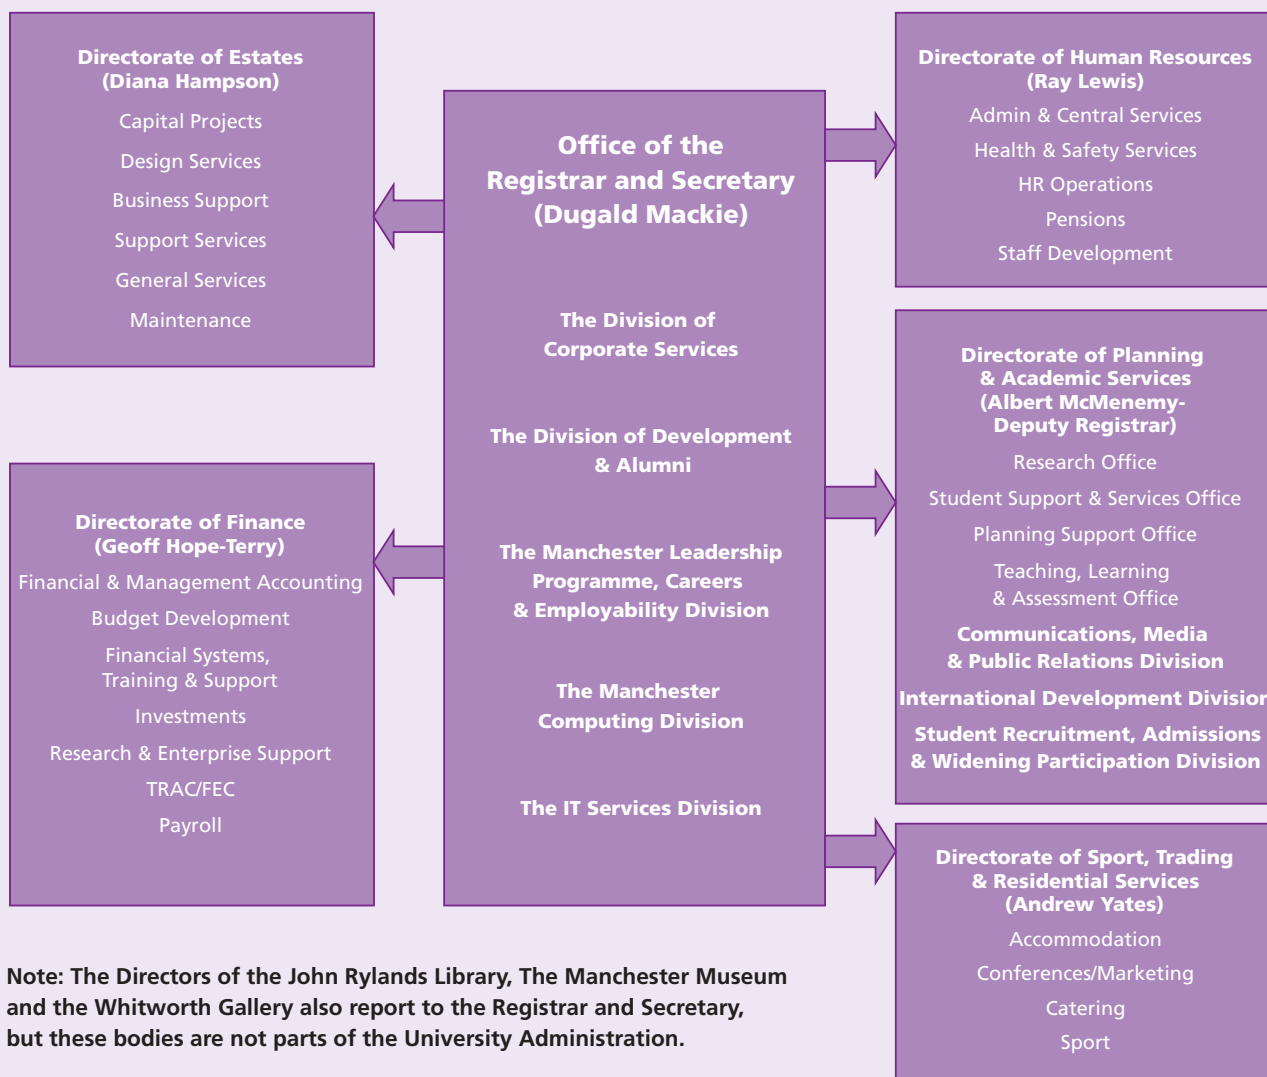 Directorate of Estates
(Diana Hampson)
Capital Projects
Design Services
Business Support
Support Services
General Services
Maintenance
Directorate of Finance
(Geoff Hope-Terry)
Financial & Management Accounting
Budget Development
Financial Systems,
Training & Support
Investments
Research & Enterprise Support
TRAC/FEC
Payroll
Office of the
Registrar and Secretary
(Dugald Mackie)
The Division of
Corporate Services
The Division of Development
& Alumni
The Manchester Leadership
Programme, Careers
& Employability Division
The Manchester
Computing Division
The IT Services Division
Directorate of Human Resources
(Ray Lewis)
Admin & Central Services
Health & Safety Services
HR Operations
Pensions
Staff Development
Directorate of Planning
& Academic Services
(Albert McMenemy-
Deputy Registrar)
Research Office
Student Support & Services Office
Planning Support Office
Teaching, Learning
& Assessment Office
Communications, Media
& Public Relations Division
International Development Division
Student Recruitment, Admissions
& Widening Participation Division
Directorate of Sport, Trading
& Residential Services
(Andrew Yates)
Accommodation
Conferences/Marketing
Catering
Sport
Note: The Directors of the John Rylands Library, The Manchester Museum
and the Whitworth Gallery also report to the Registrar and Secretary,
but these bodies are not parts of the University Administration.